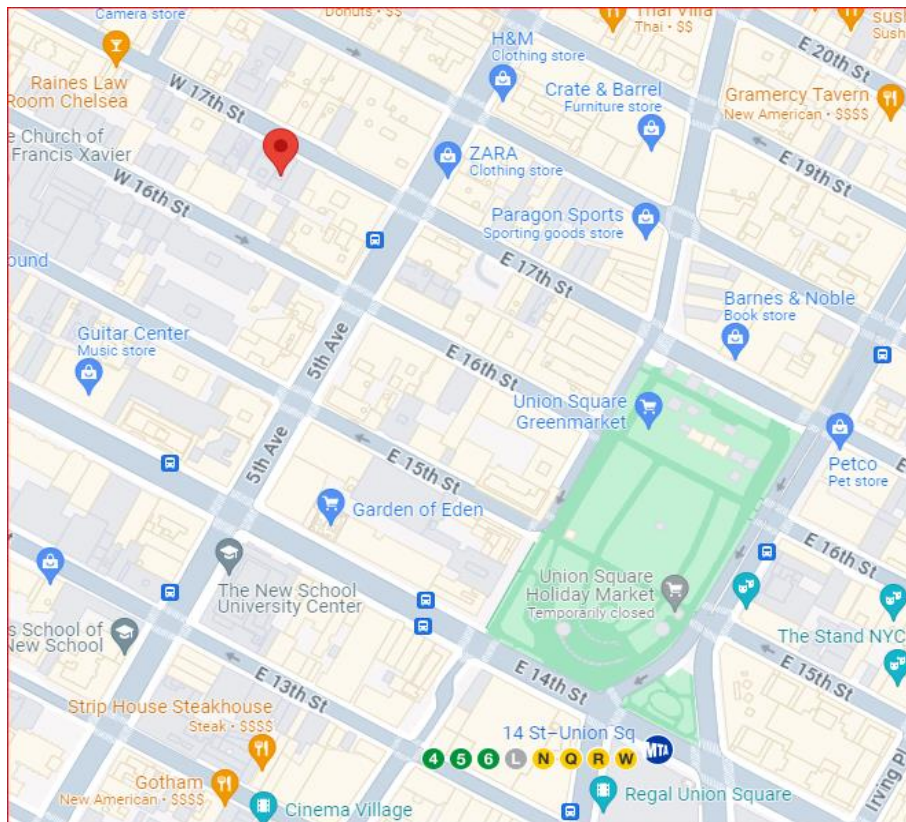 Camera store
Donuts • $$
Thai Villa
Thai • $$
E 20th St
H&M
Clothing store
Raines Law
Room Chelsea
W 17th St
Crate & Barrel
Furniture store
Gramercy Tavern
New American • $$$$
e Church of
Francis Xavier
ZARA
Clothing store
E 19th St
W 16th St
Paragon Sports
Sporting goods store
E 17th St
ound
Barnes & Noble
Book store
Guitar Center
Music store
5th Ave
E 16th St
Union Square
Greenmarket
5th Ave
E 15th St
Petco
Pet store
Garden of Eden
E 16th St
The New School
University Center
Union Square
Holiday Market
Temporarily closed
s School of
New School
The Stand NYC
E 13th St
E 14th St
E 15th St
Strip House Steakhouse
Steak • $$$$
14 St–Union Sq
4 5 6 L N Q R W MTA
Gotham
New American • $$$$
Cinema Village
Regal Union Square
Irving Pl